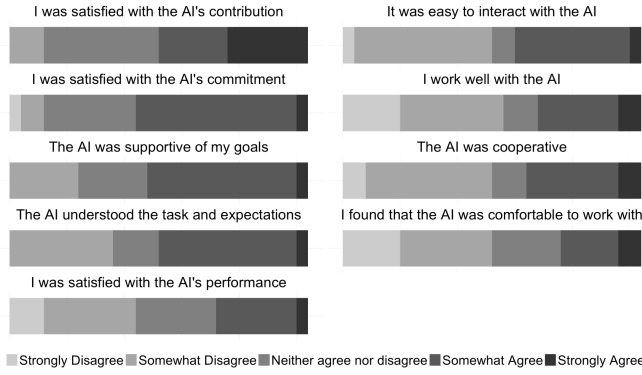 I was satisfied with the AI's contribution
It was easy to interact with the AI
I was satisfied with the AI's commitment
I work well with the AI
The AI was supportive of my goals
The AI was cooperative
The AI understood the task and expectations
I found that the AI was comfortable to work with
I was satisfied with the AI's performance
Strongly Disagree Somewhat Disagree Neither agree nor disagree Somewhat Agree Strongly Agree